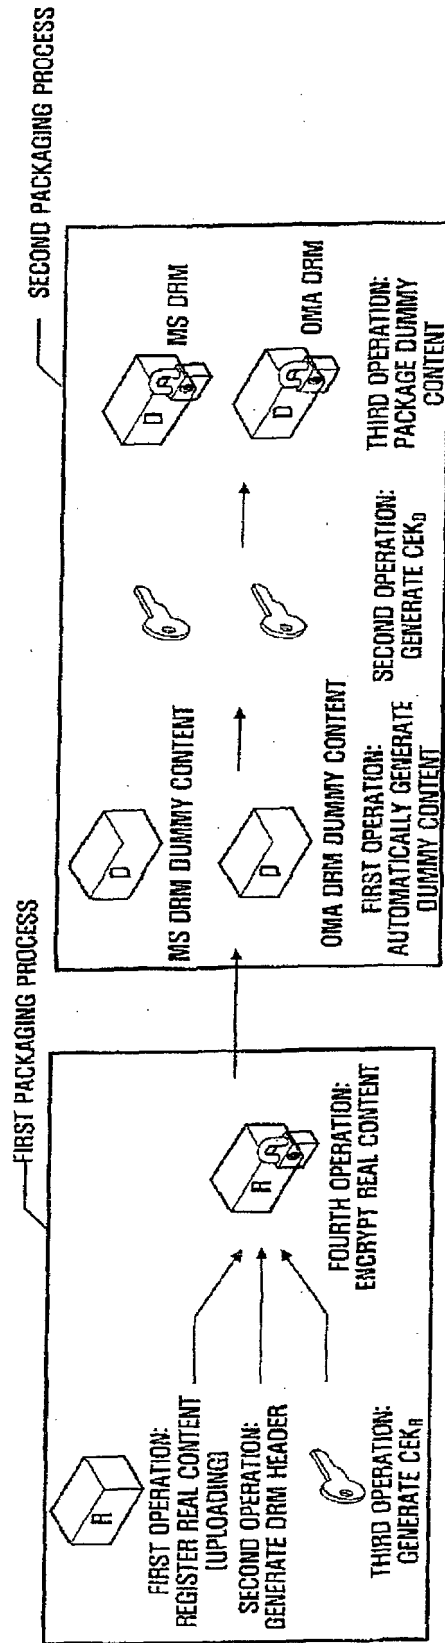 FIRST PACKAGING PROCESS
R
FIRST OPERATION:
REGISTER REAL CONTENT
(UPLOADING)
SECOND OPERATION:
GENERATE DRM HEADER
THIRD OPERATION:
GENERATE CEKR
R
FOURTH OPERATION:
ENCRYPT REAL CONTENT
SECOND PACKAGING PROCESS
D
MS DRM DUMMY CONTENT
D
MS DRM
D
OMA DRM DUMMY CONTENT
D
OMA DRM
FIRST OPERATION:
AUTOMATICALLY GENERATE
DUMMY CONTENT
SECOND OPERATION:
GENERATE CEKD
THIRD OPERATION:
PACKAGE DUMMY
CONTENT